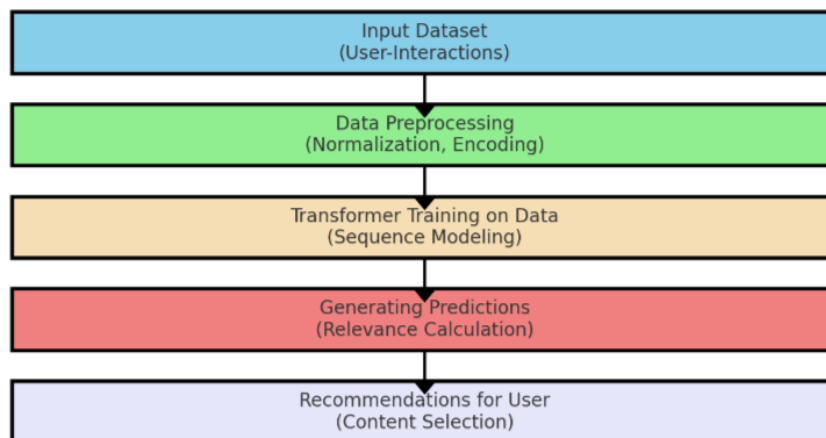 Input Dataset
(User-Interactions)
Data Preprocessing
(Normalization, Encoding)
Transformer Training on Data
(Sequence Modeling)
Generating Predictions
(Relevance Calculation)
Recommendations for User
(Content Selection)